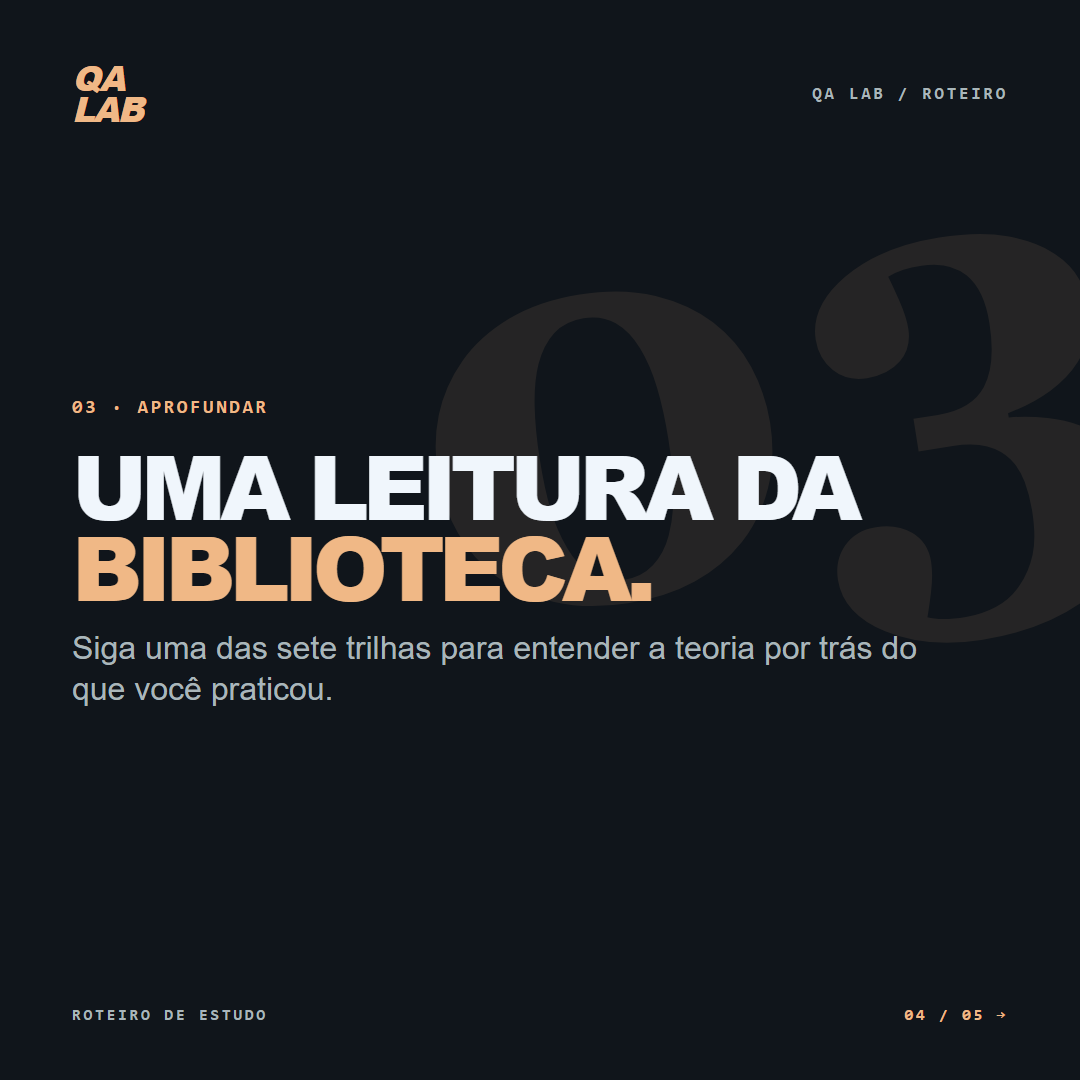 QA
LAB
QA LAB / ROTEIRO
03
03 · APROFUNDAR
UMA LEITURA DA
BIBLIOTECA.
Siga uma das sete trilhas para entender a teoria por trás do
que você praticou.
ROTEIRO DE ESTUDO
04 / 05 →